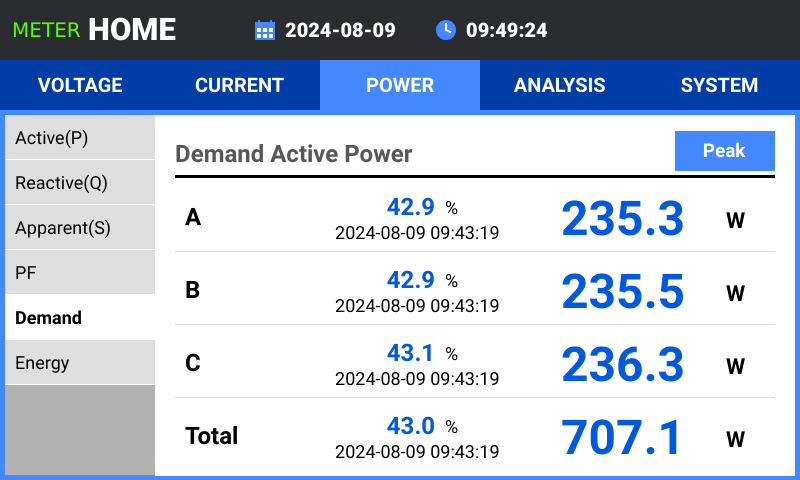 METER HOME 2024-08-09 09:49:24
VOLTAGE CURRENT POWER ANALYSIS SYSTEM
Active(P)
Reactive(Q)
Apparent(S)
PF
Demand
Energy
Demand Active Power Peak
A 42.9 % 235.3 W
2024-08-09 09:43:19
B 42.9 % 235.5 W
2024-08-09 09:43:19
C 43.1 % 236.3 W
2024-08-09 09:43:19
Total 43.0 % 707.1 W
2024-08-09 09:43:19